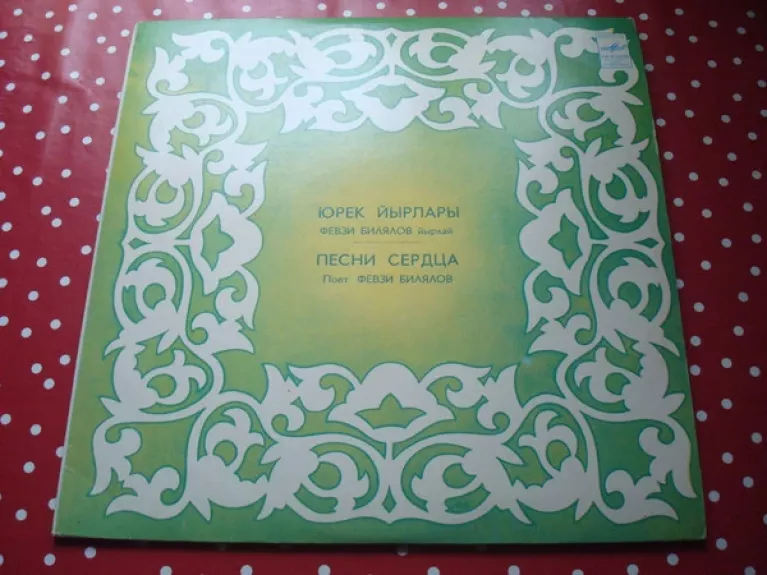 ЮРЕК ЙЫРЛАРЫ
ФЕВЗИ БИЛЯЛОВ йырлай
ПЕСНИ СЕРДЦА
Поет ФЕВЗИ БИЛЯЛОВ